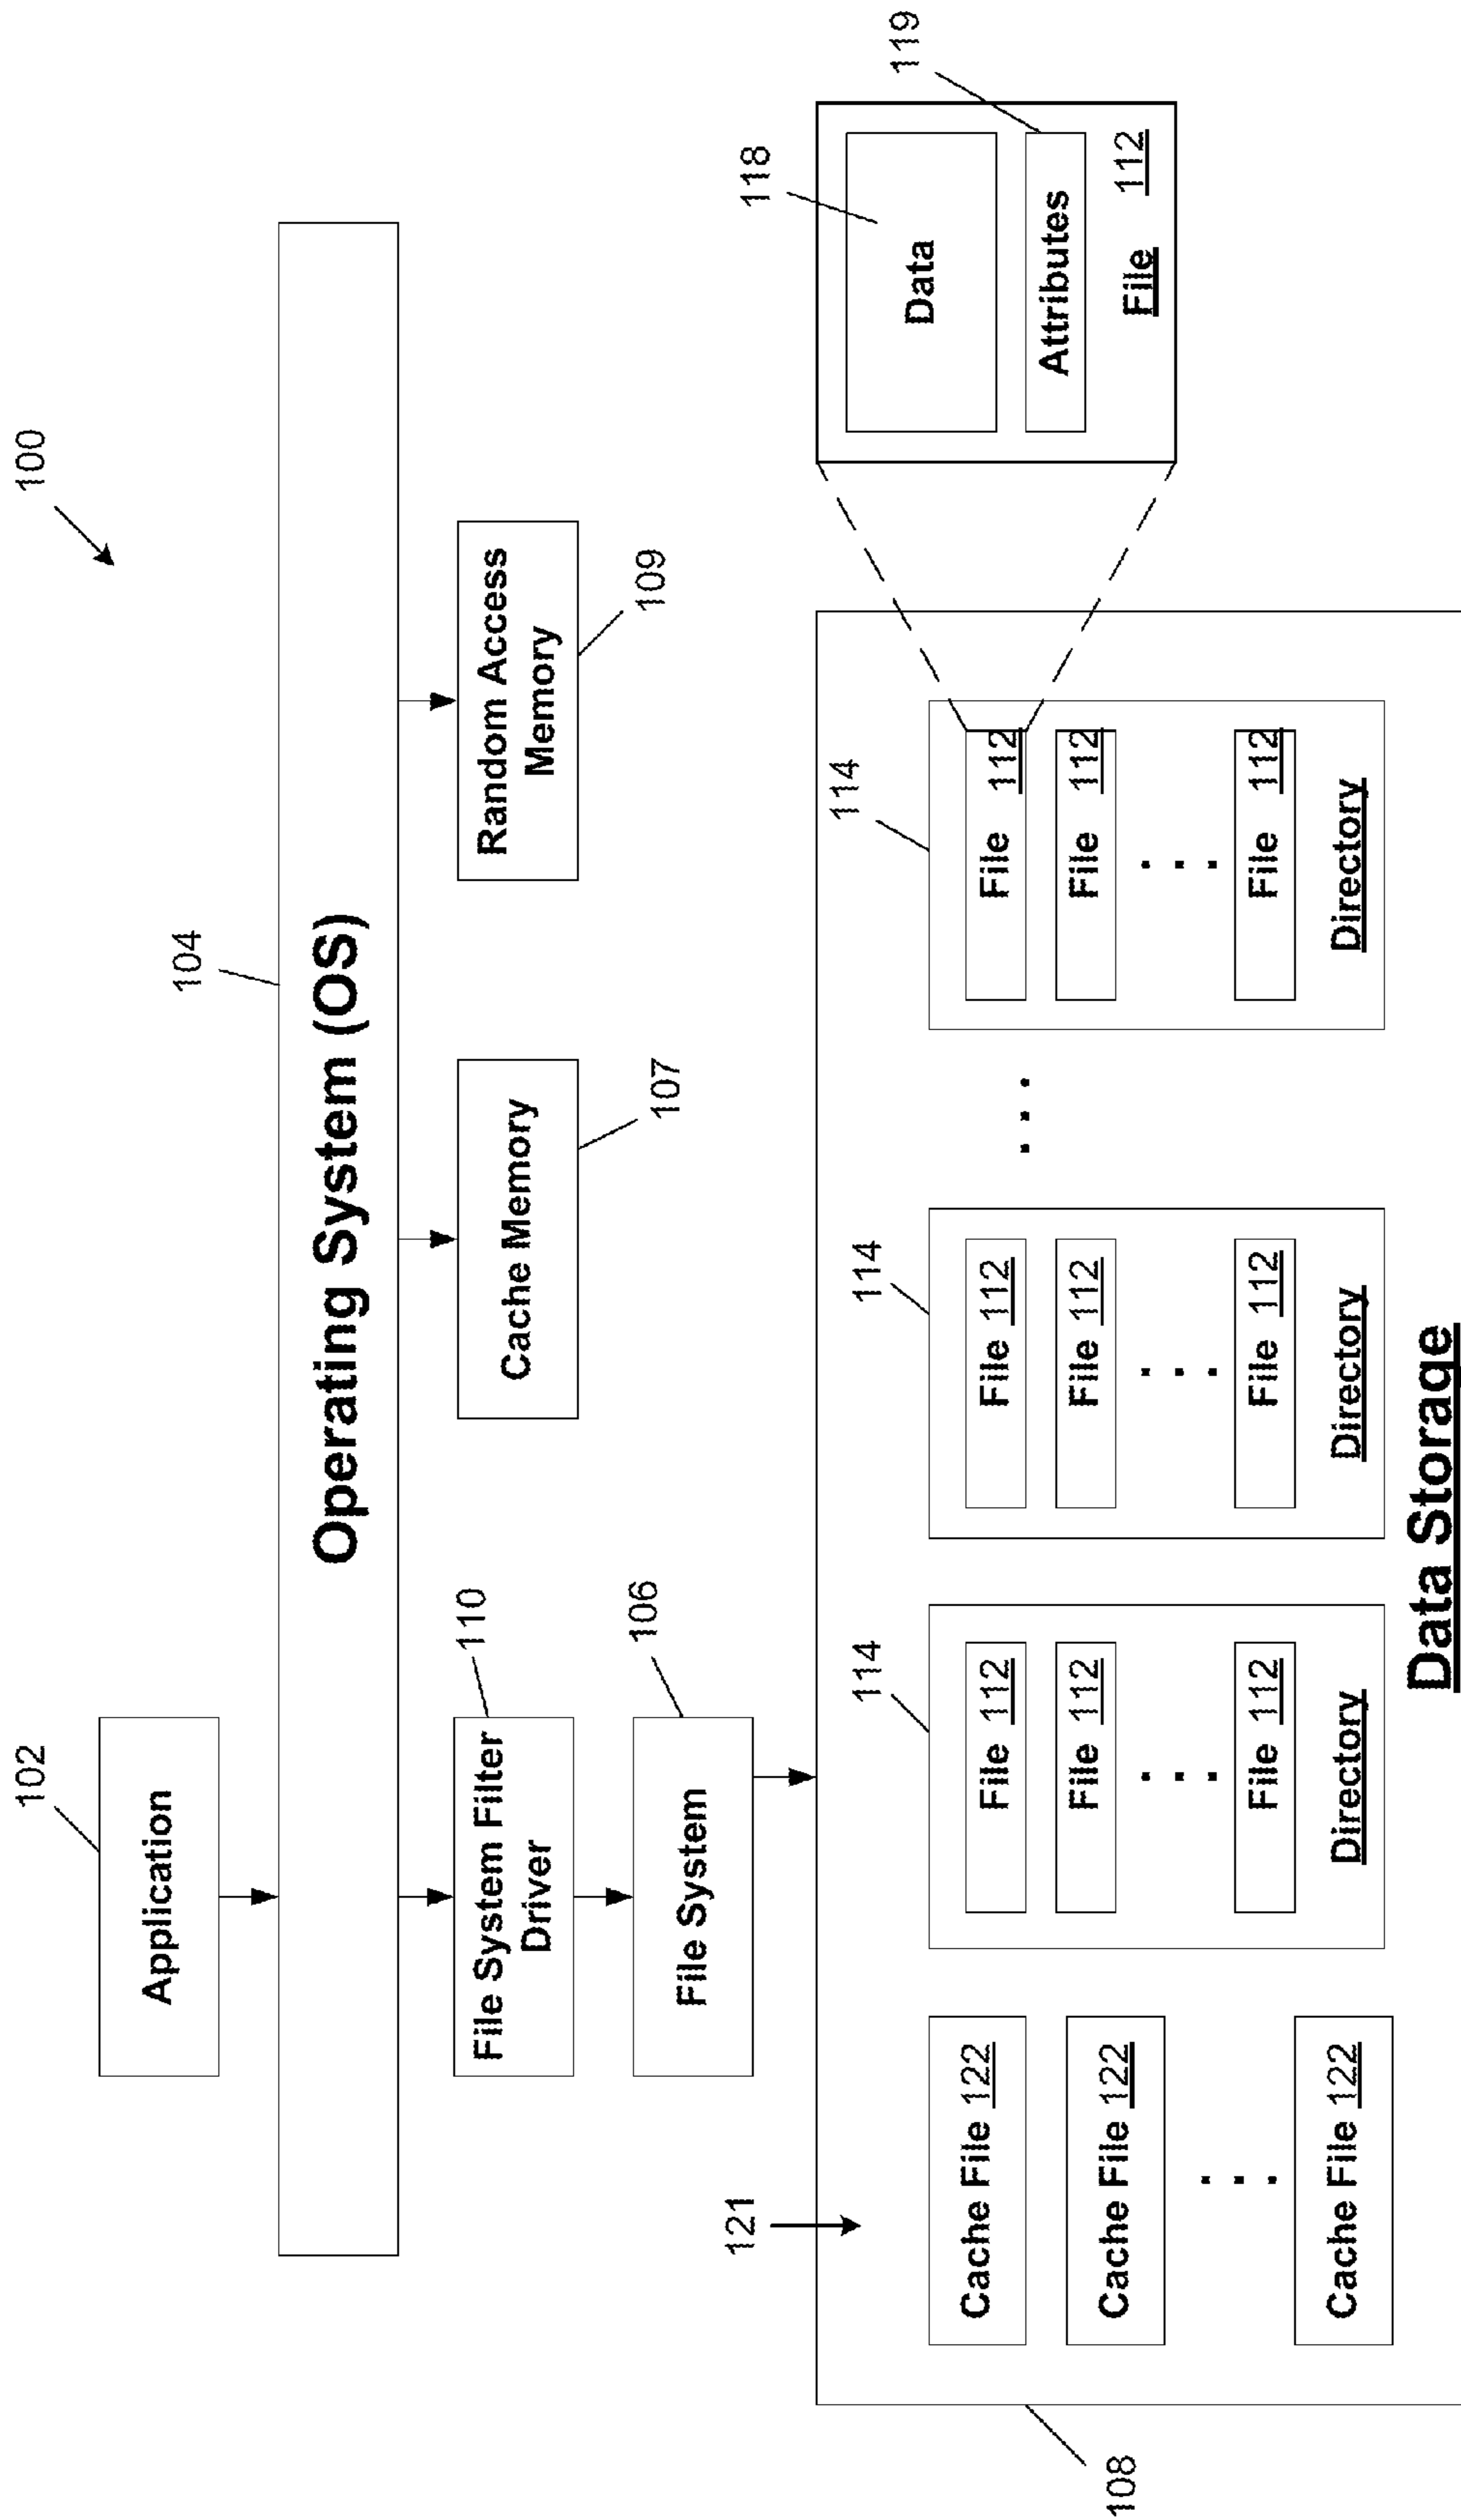 100
102
Application
104
Operating System (OS)
File System Filter
Driver
110
Cache Memory
107
Random Access
Memory
109
File System
106
121
108
Cache File 122
Cache File 122
. . .
Cache File 122
114
File 112
File 112
. . .
File 112
Directory
114
File 112
File 112
. . .
File 112
Directory
. . .
114
File 112
File 112
. . .
File 112
Directory
Data Storage
118
Data
119
Attributes
File 112